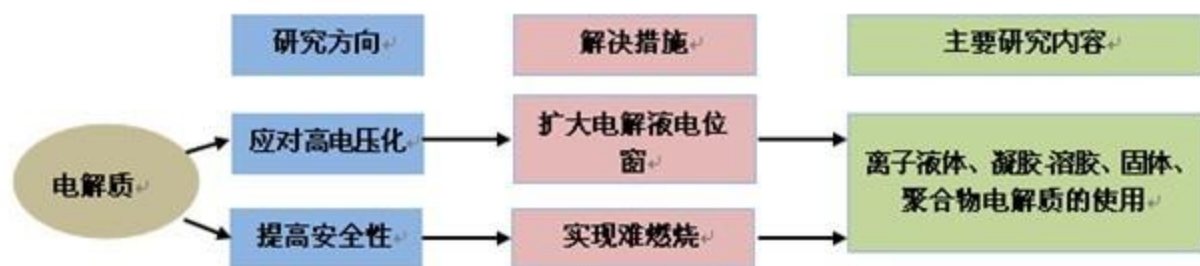 研究方向
解决措施
主要研究内容
电解质
应对高电压化
扩大电解液电位
窗
离子液体、凝胶-溶胶、固体、
聚合物电解质的使用
提高安全性
实现难燃烧